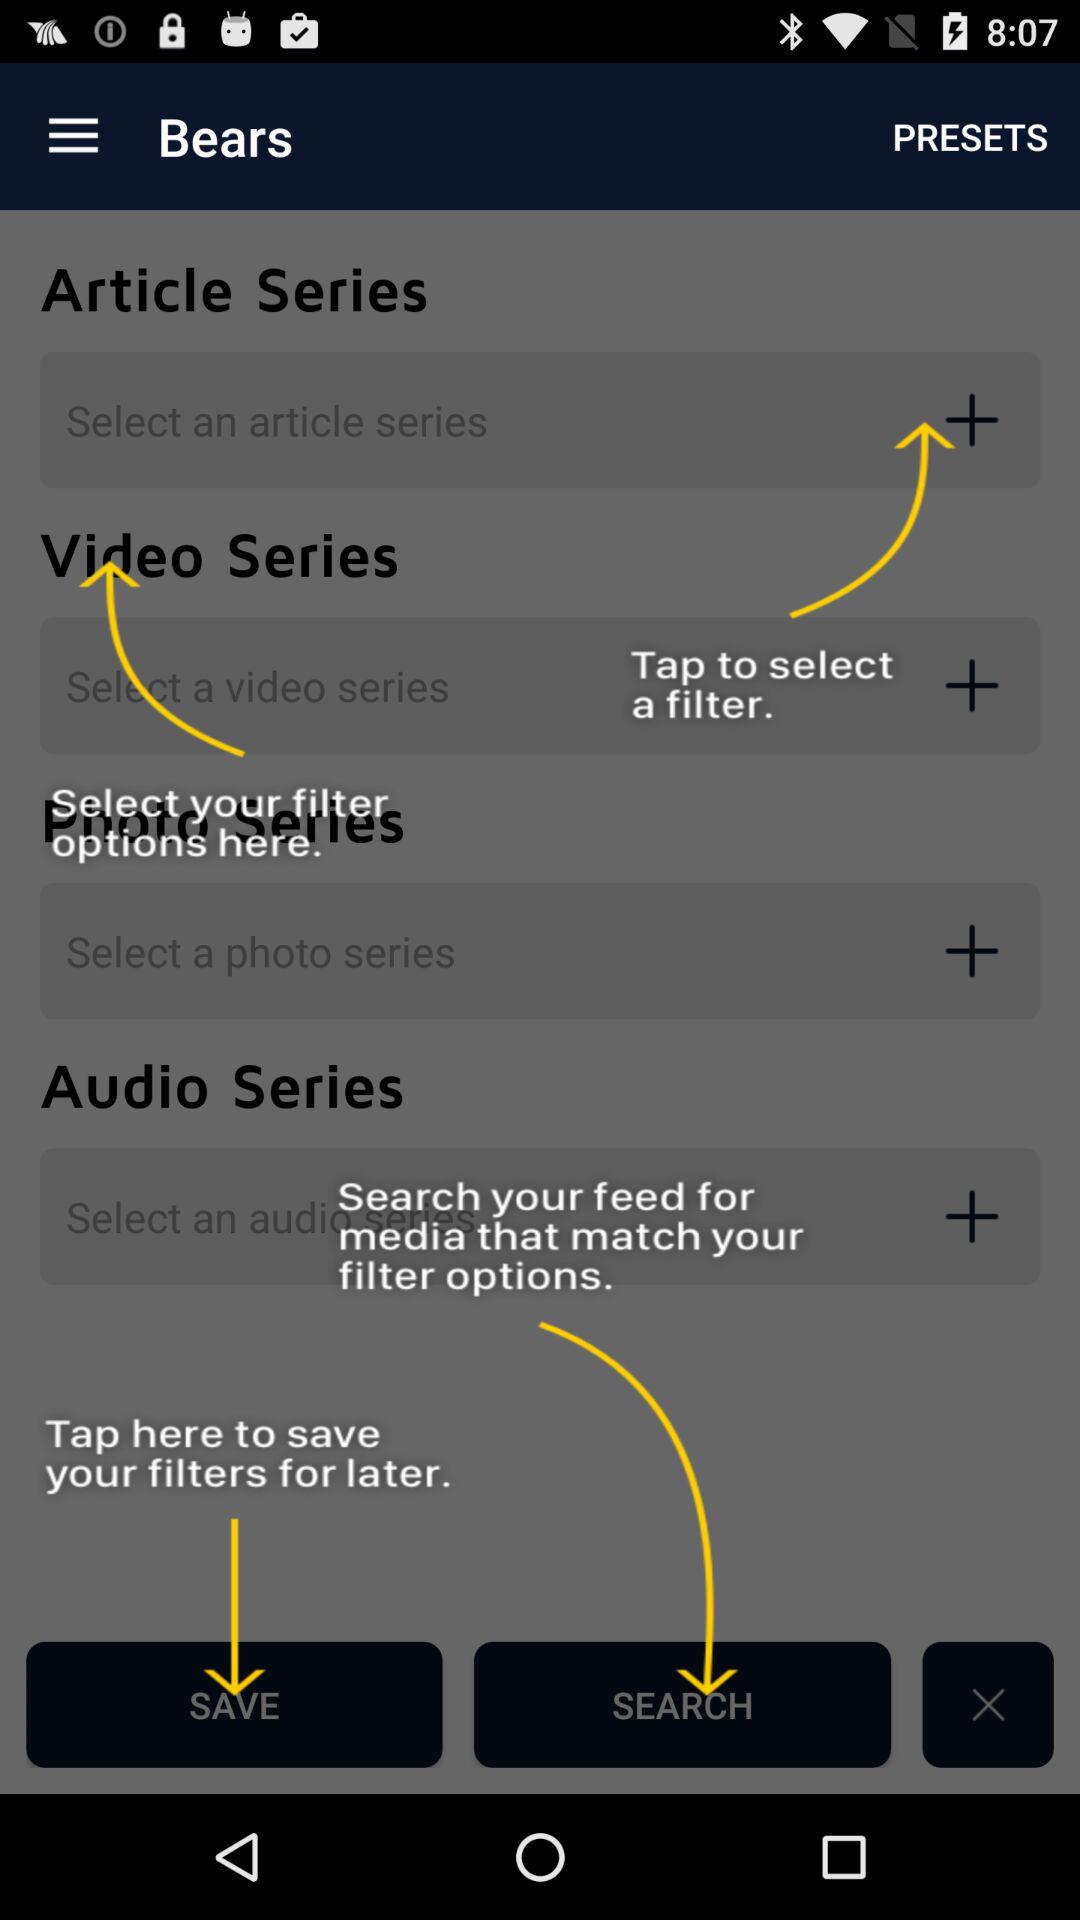 8:07
Bears
PRESETS
Article Series
Select an article series
Video Series
Select a video series
Tap to select
a filter.
Select your filter
options here.
Photo Series
Select a photo series
Audio Series
Select an audio series
Search your feed for
media that match your
filter options.
Tap here to save
your filters for later.
SAVE
SEARCH